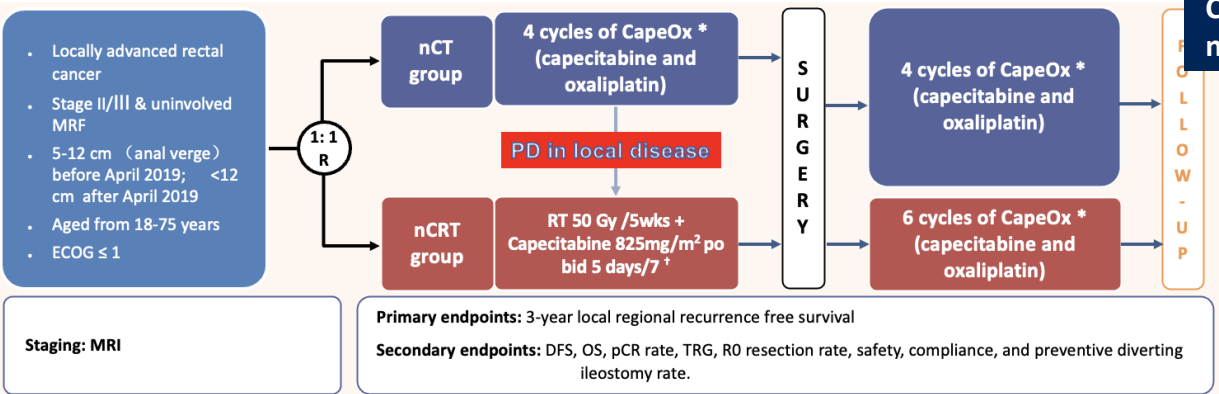 • Locally advanced rectal
cancer
• Stage II/III & uninvolved
MRF
• 5-12 cm （anal verge）
before April 2019; <12
cm after April 2019
• Aged from 18-75 years
• ECOG ≤ 1
1: 1
R
nCT
group
4 cycles of CapeOx *
(capecitabine and
oxaliplatin)
PD in local disease
nCRT
group
RT 50 Gy /5wks +
Capecitabine 825mg/m² po
bid 5 days/7 †
S
U
R
G
E
R
Y
4 cycles of CapeOx *
(capecitabine and
oxaliplatin)
6 cycles of CapeOx *
(capecitabine and
oxaliplatin)
F
O
L
L
O
W
-
U
P
Staging: MRI
Primary endpoints: 3-year local regional recurrence free survival
Secondary endpoints: DFS, OS, pCR rate, TRG, R0 resection rate, safety, compliance, and preventive diverting
ileostomy rate.